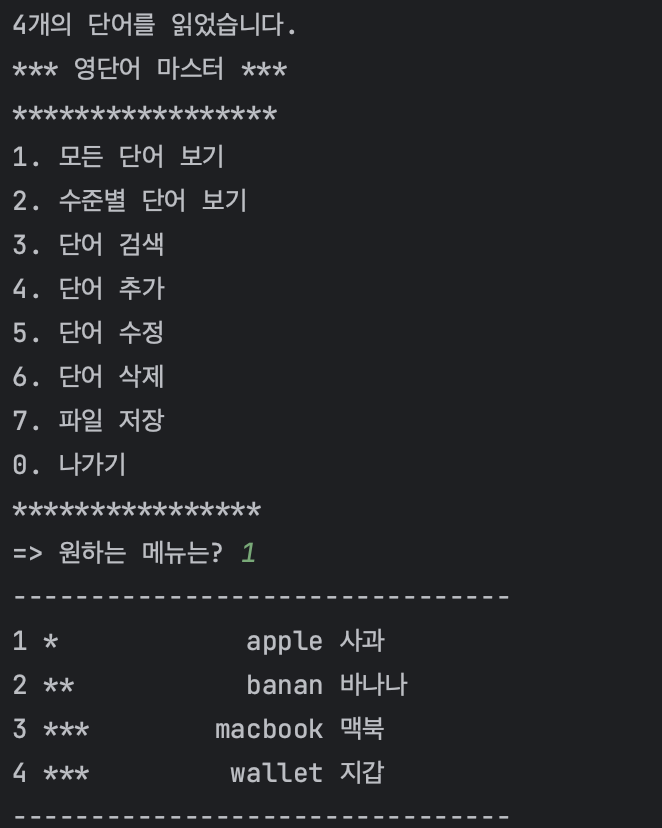 4개의 단어를 읽었습니다.
*** 영단어 마스터 ***
*****************
1. 모든 단어 보기
2. 수준별 단어 보기
3. 단어 검색
4. 단어 추가
5. 단어 수정
6. 단어 삭제
7. 파일 저장
0. 나가기
****************
=> 원하는 메뉴는? 1
--------------------------------
1 *            apple 사과
2 **           banan 바나나
3 ***        macbook 맥북
4 ***         wallet 지갑
--------------------------------